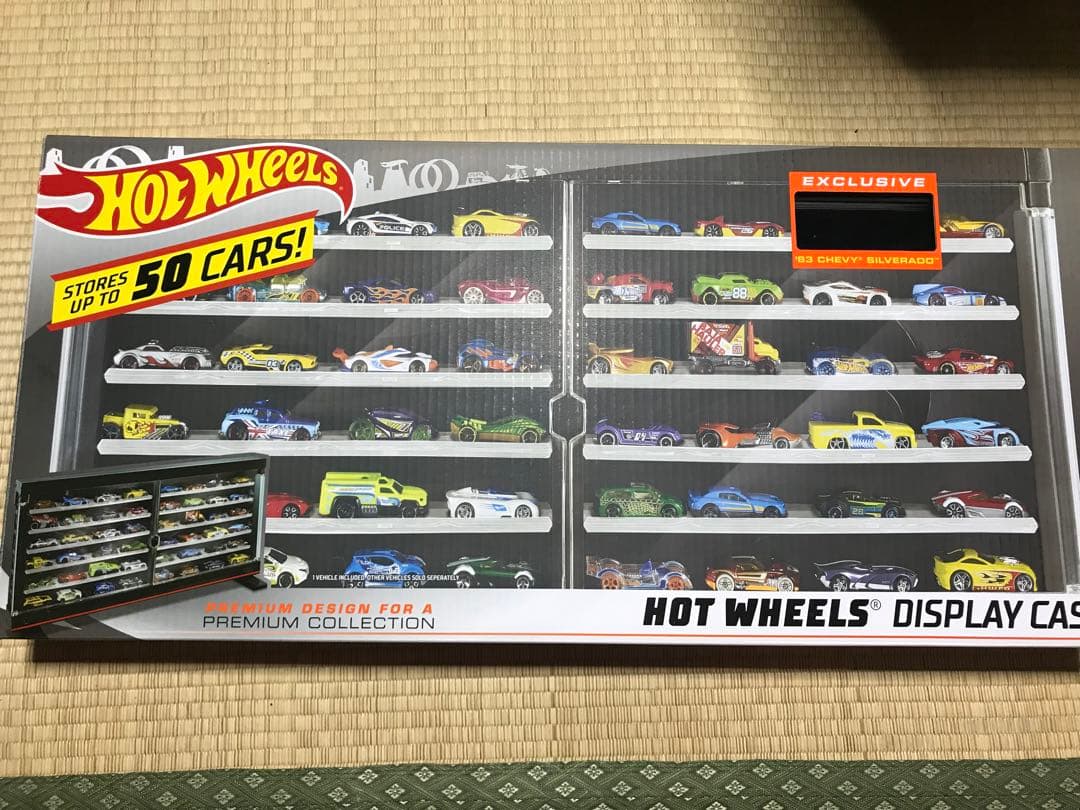 HOT WHEELS
STORES
UP TO 50 CARS!
EXCLUSIVE
'83 CHEVY® SILVERADO™
POLICE
88
1 VEHICLE INCLUDED. OTHER VEHICLES SOLD SEPARATELY.
PREMIUM DESIGN FOR A
PREMIUM COLLECTION
HOT WHEELS® DISPLAY CAS